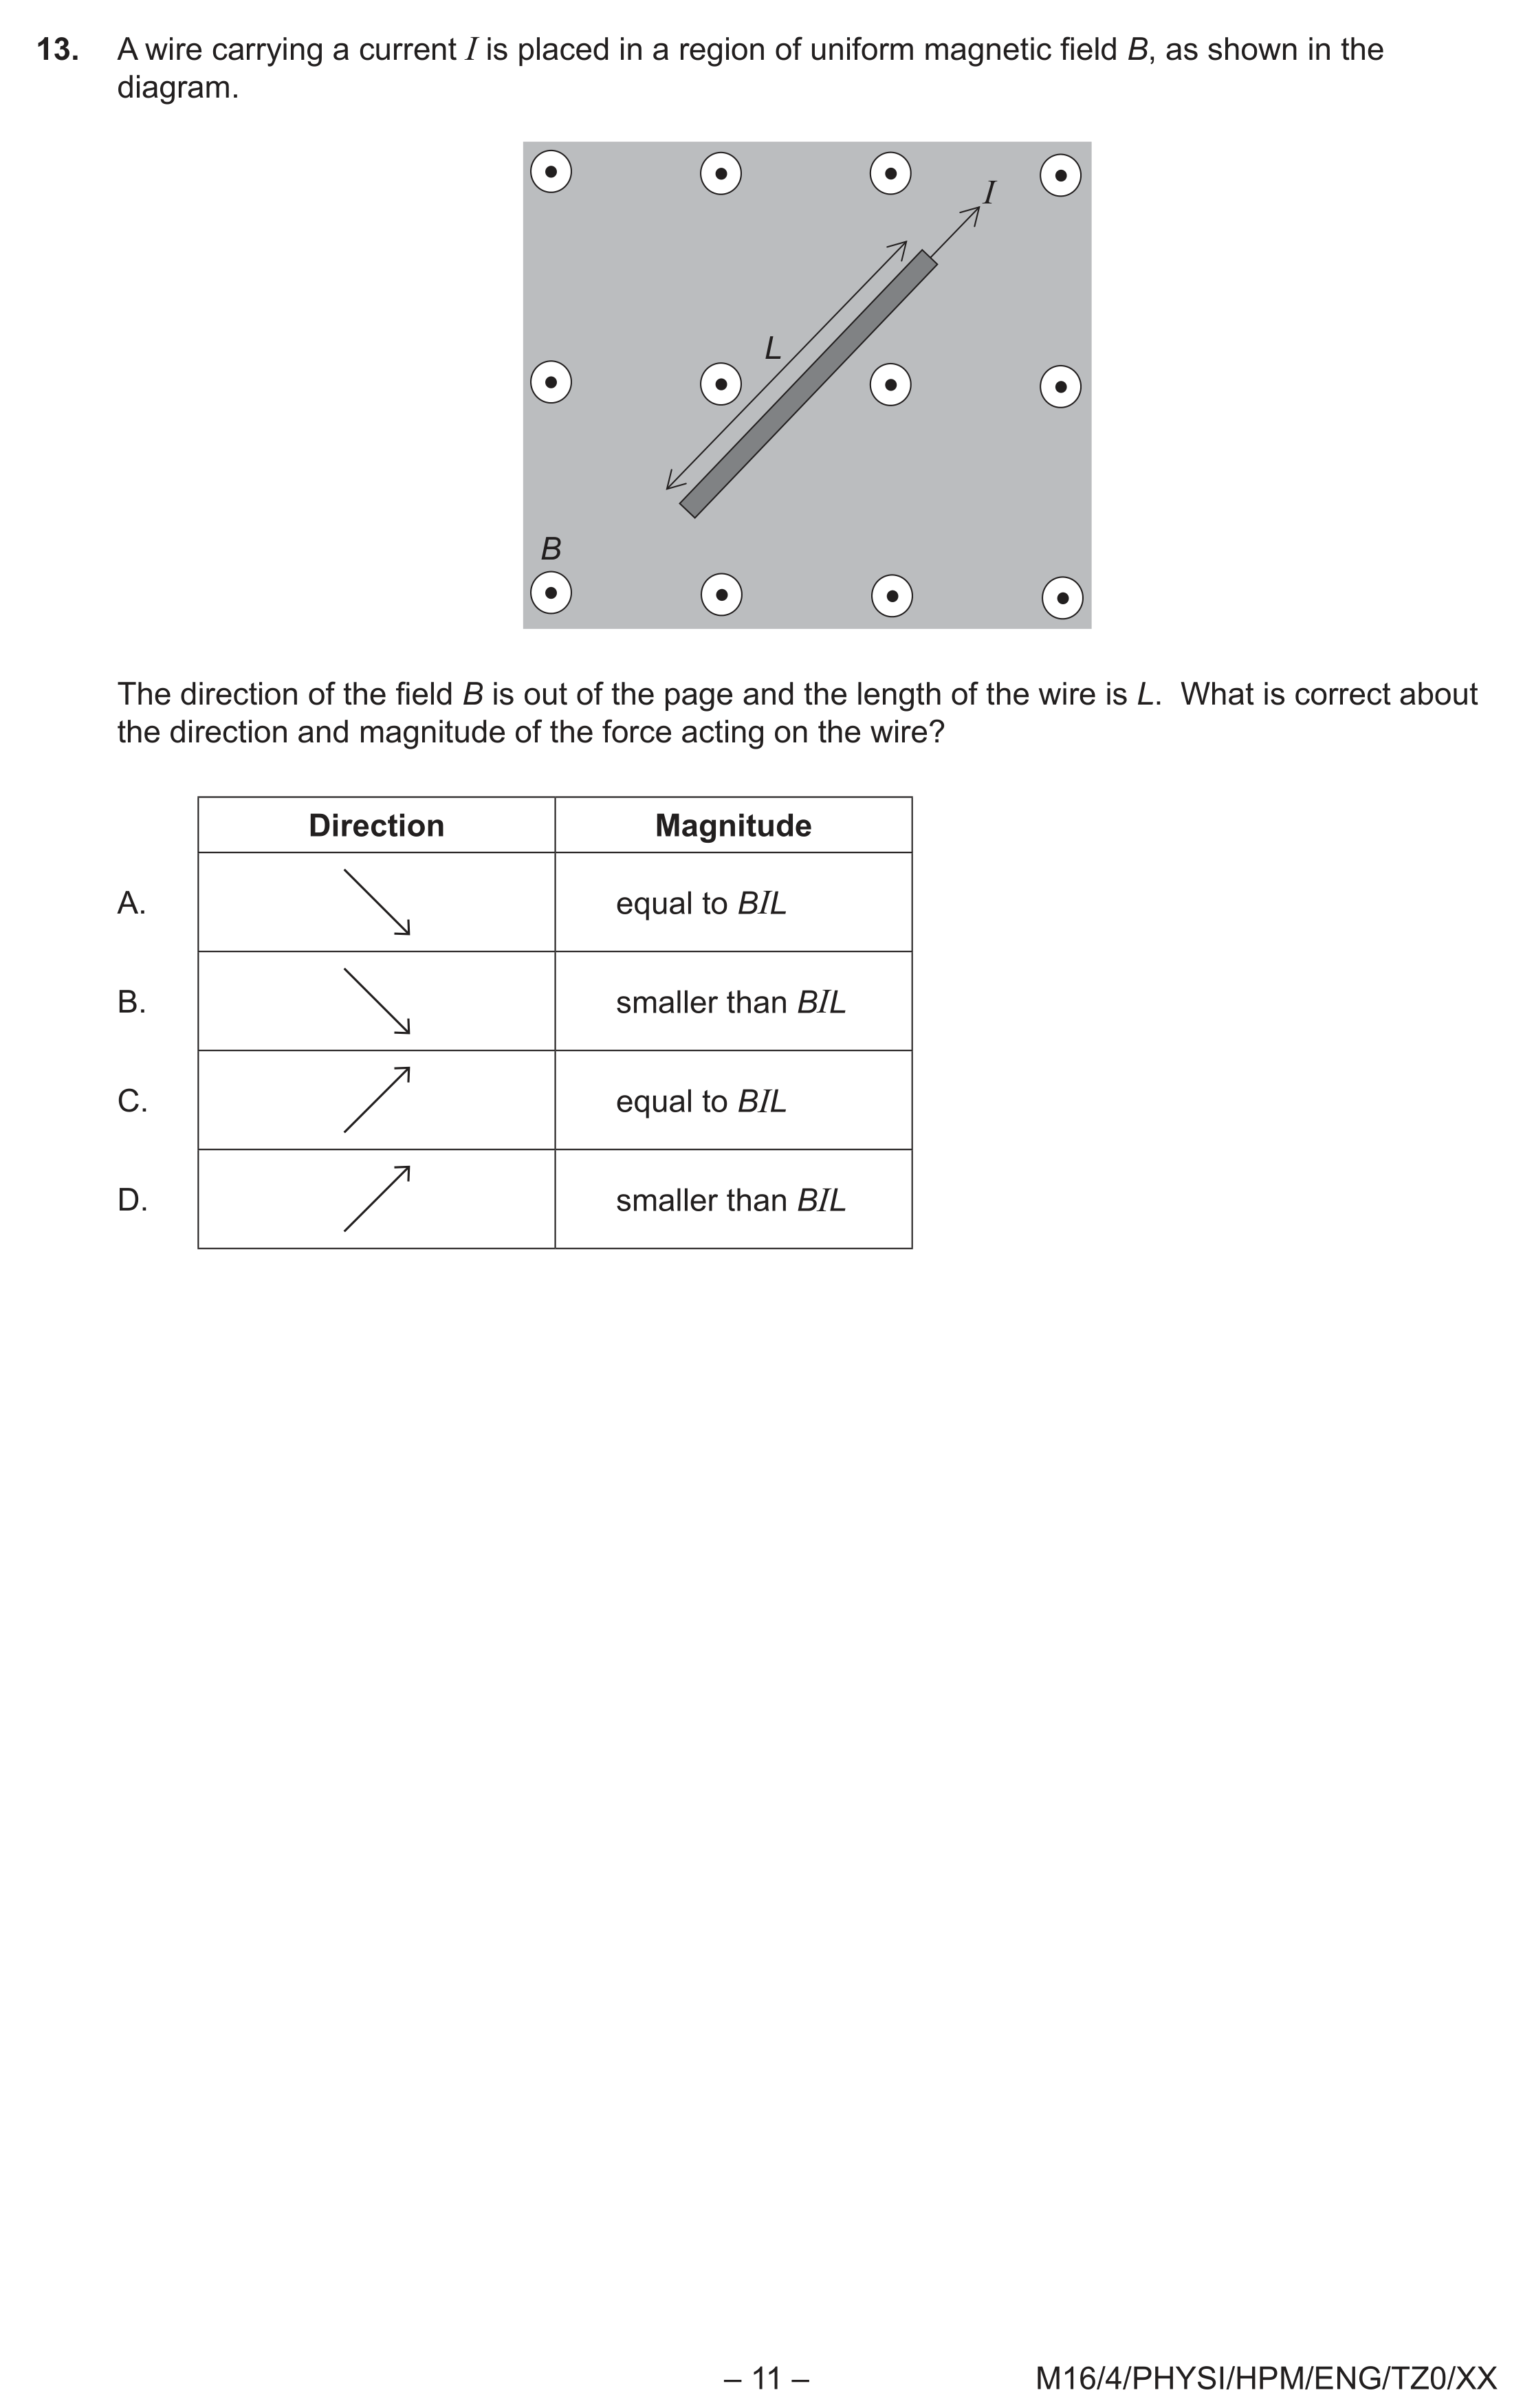 13. A wire carrying a current I is placed in a region of uniform magnetic field B, as shown in the
diagram.
I
L
B
The direction of the field B is out of the page and the length of the wire is L. What is correct about
the direction and magnitude of the force acting on the wire?
Direction Magnitude
A. equal to BIL
B. smaller than BIL
C. equal to BIL
D. smaller than BIL
– 11 – M16/4/PHYSI/HPM/ENG/TZ0/XX